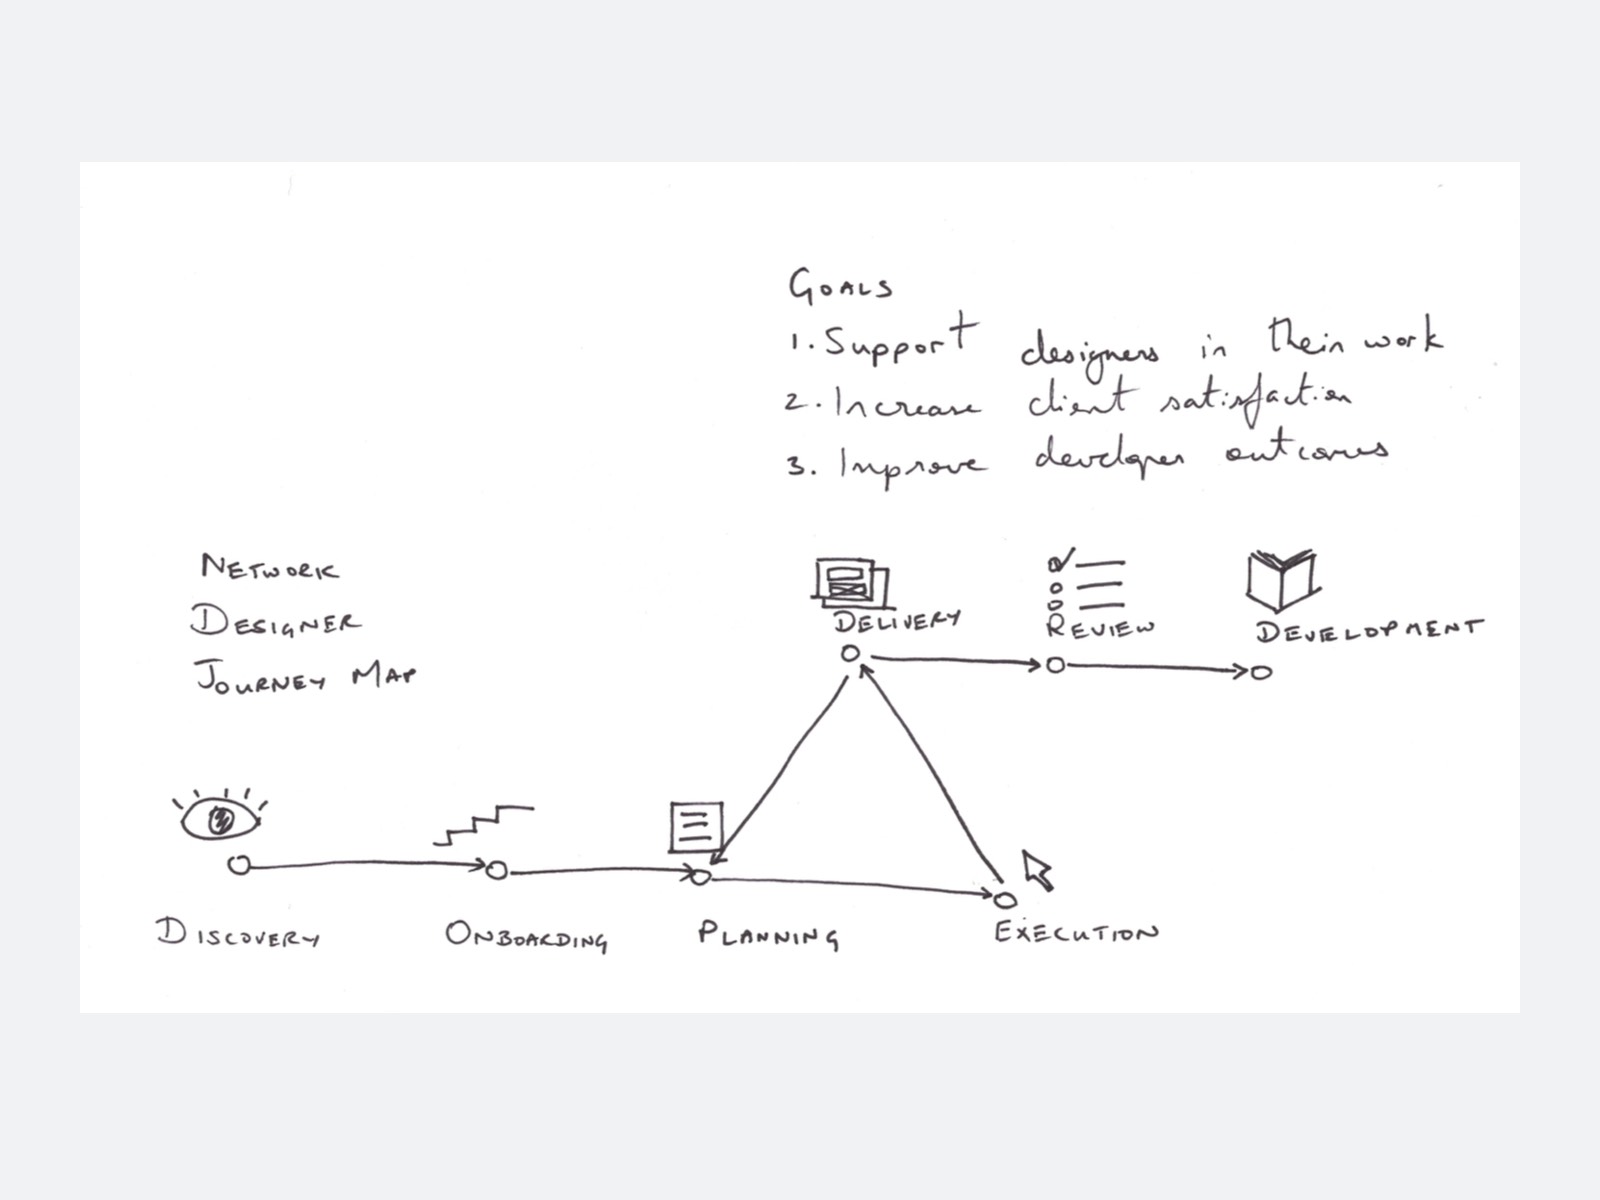 GOALS
1. Support designers in their work
2. Increase client satisfaction
3. Improve developer outcomes
NETWORK
DESIGNER
JOURNEY MAP
DELIVERY
REVIEW
DEVELOPMENT
DISCOVERY
ONBOARDING
PLANNING
EXECUTION